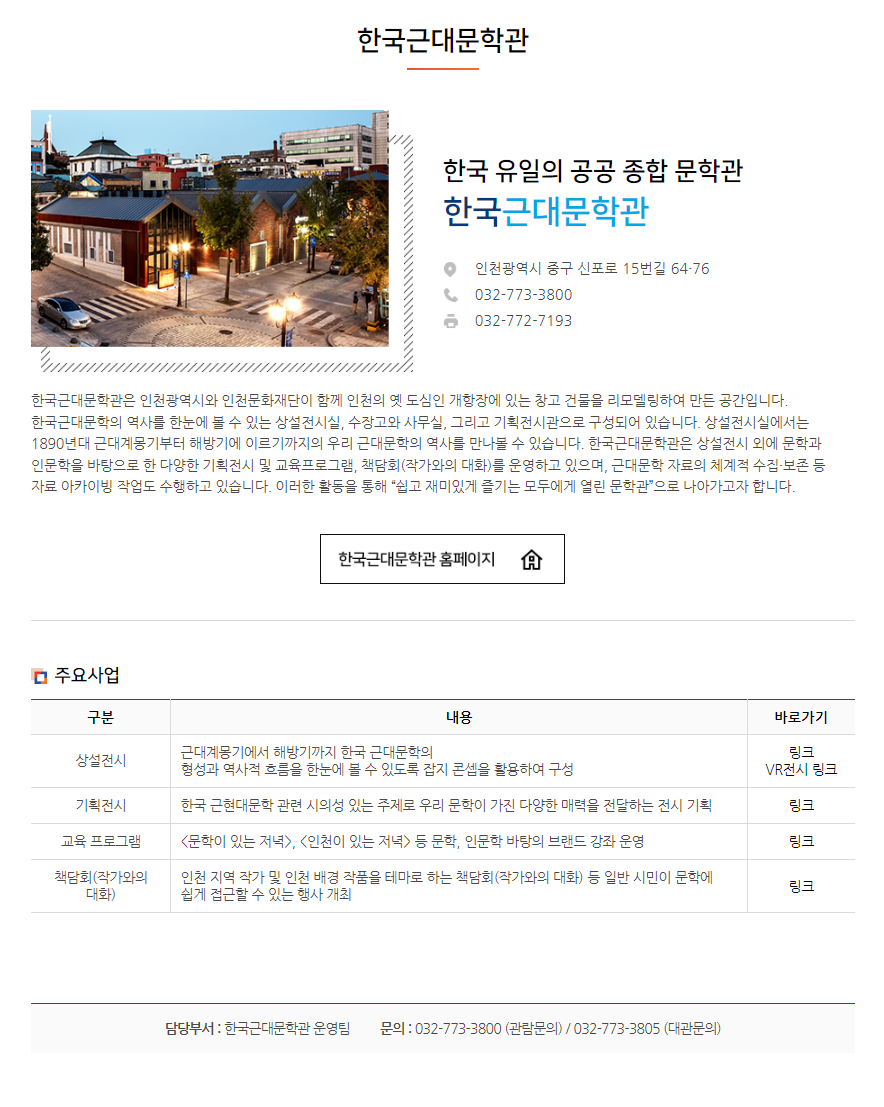 한국근대문학관
한국 유일의 공공 종합 문학관
한국근대문학관
인천광역시 중구 신포로 15번길 64·76
032-773-3800
032-772-7193
한국근대문학관은 인천광역시와 인천문화재단이 함께 인천의 옛 도심인 개항장에 있는 창고 건물을 리모델링하여 만든 공간입니다.
한국근대문학의 역사를 한눈에 볼 수 있는 상설전시실, 수장고와 사무실, 그리고 기획전시관으로 구성되어 있습니다. 상설전시실에서는
1890년대 근대계몽기부터 해방기에 이르기까지의 우리 근대문학의 역사를 만나볼 수 있습니다. 한국근대문학관은 상설전시 외에 문학과
인문학을 바탕으로 한 다양한 기획전시 및 교육프로그램, 책담회(작가와의 대화)를 운영하고 있으며, 근대문학 자료의 체계적 수집·보존 등
자료 아카이빙 작업도 수행하고 있습니다. 이러한 활동을 통해 “쉽고 재미있게 즐기는 모두에게 열린 문학관”으로 나아가고자 합니다.
한국근대문학관 홈페이지
주요사업
구분 내용 바로가기
상설전시 근대계몽기에서 해방기까지 한국 근대문학의 링크
형성과 역사적 흐름을 한눈에 볼 수 있도록 잡지 콘셉을 활용하여 구성 VR전시 링크
기획전시 한국 근현대문학 관련 시의성 있는 주제로 우리 문학이 가진 다양한 매력을 전달하는 전시 기획 링크
교육 프로그램 <문학이 있는 저녁>, <인천이 있는 저녁> 등 문학, 인문학 바탕의 브랜드 강좌 운영 링크
책담회(작가와의 인천 지역 작가 및 인천 배경 작품을 테마로 하는 책담회(작가와의 대화) 등 일반 시민이 문학에 링크
대화) 쉽게 접근할 수 있는 행사 개최
담당부서 : 한국근대문학관 운영팀 문의 : 032-773-3800 (관람문의) / 032-773-3805 (대관문의)